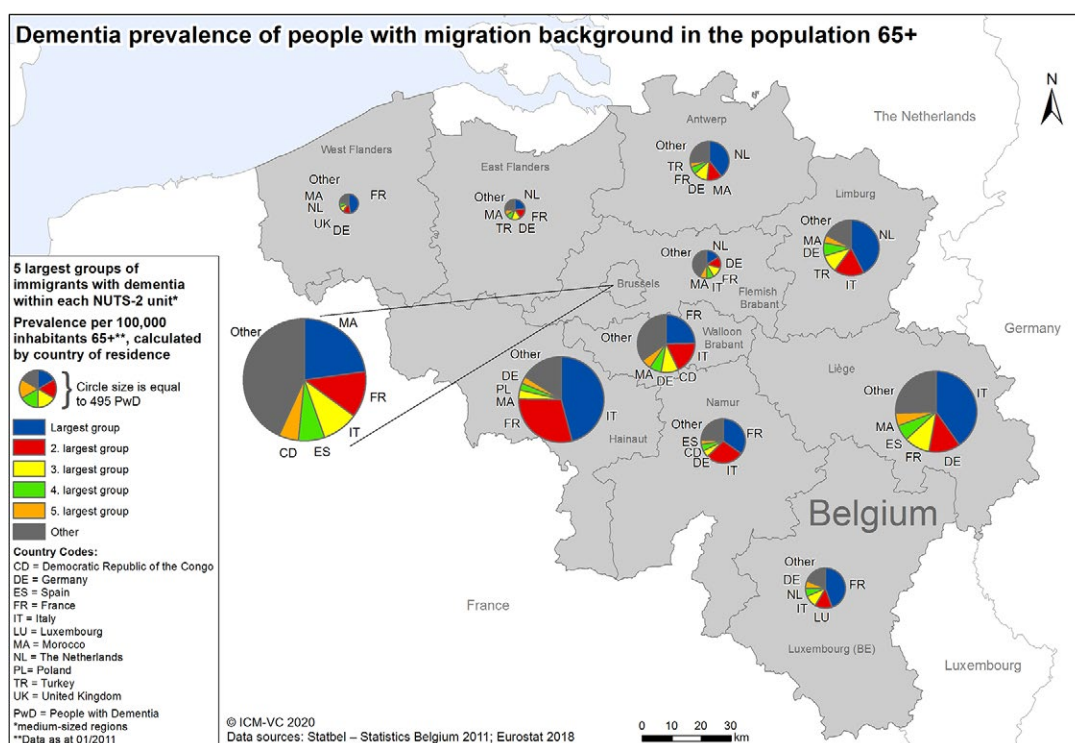 Dementia prevalence of people with migration background in the population 65+
N
The Netherlands
Antwerp
Other
NL
TR
FR
DE
MA
West Flanders
Other
MA
NL
UK
DE
FR
East Flanders
Other
NL
MA
FR
TR
DE
Limburg
Other
NL
MA
DE
TR
IT
Other
NL
DE
FR
IT
MA
Flemish
Brabant
Brussels
Germany
Other
MA
FR
IT
ES
CD
FR
Other
Walloon
Brabant
IT
CD
DE
MA
Other
DE
PL
MA
FR
IT
Hainaut
Liège
Other
IT
MA
ES
FR
DE
Namur
Other
FR
ES
CD
DE
IT
Belgium
Other
DE
NL
IT
LU
FR
Luxembourg (BE)
France
Luxembourg
5 largest groups of
immigrants with dementia
within each NUTS-2 unit*
Prevalence per 100,000
inhabitants 65+**, calculated
by country of residence
Circle size is equal
to 495 PwD
Largest group
2. largest group
3. largest group
4. largest group
5. largest group
Other
Country Codes:
CD = Democratic Republic of the Congo
DE = Germany
ES = Spain
FR = France
IT = Italy
LU = Luxembourg
MA = Morocco
NL = The Netherlands
PL= Poland
TR = Turkey
UK = United Kingdom
PwD = People with Dementia
*medium-sized regions
**Data as at 01/2011
© ICM-VC 2020
Data sources: Statbel – Statistics Belgium 2011; Eurostat 2018
0 10 20 30
km